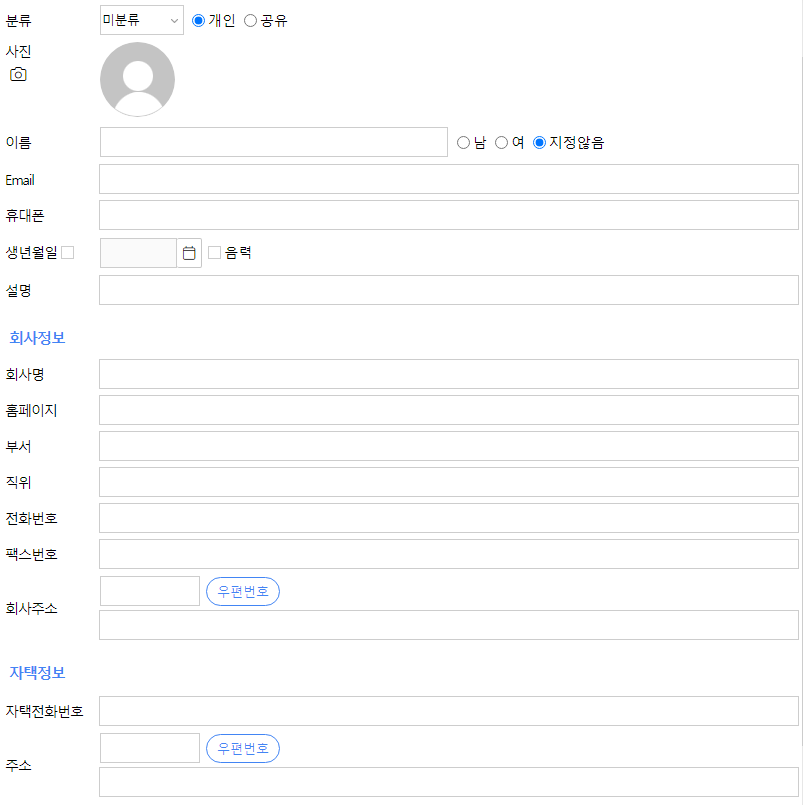 분류 미분류 개인 공유
사진
이름 남 여 지정않음
Email
휴대폰
생년월일 음력
설명
회사정보
회사명
홈페이지
부서
직위
전화번호
팩스번호
회사주소 우편번호
자택정보
자택전화번호
주소 우편번호